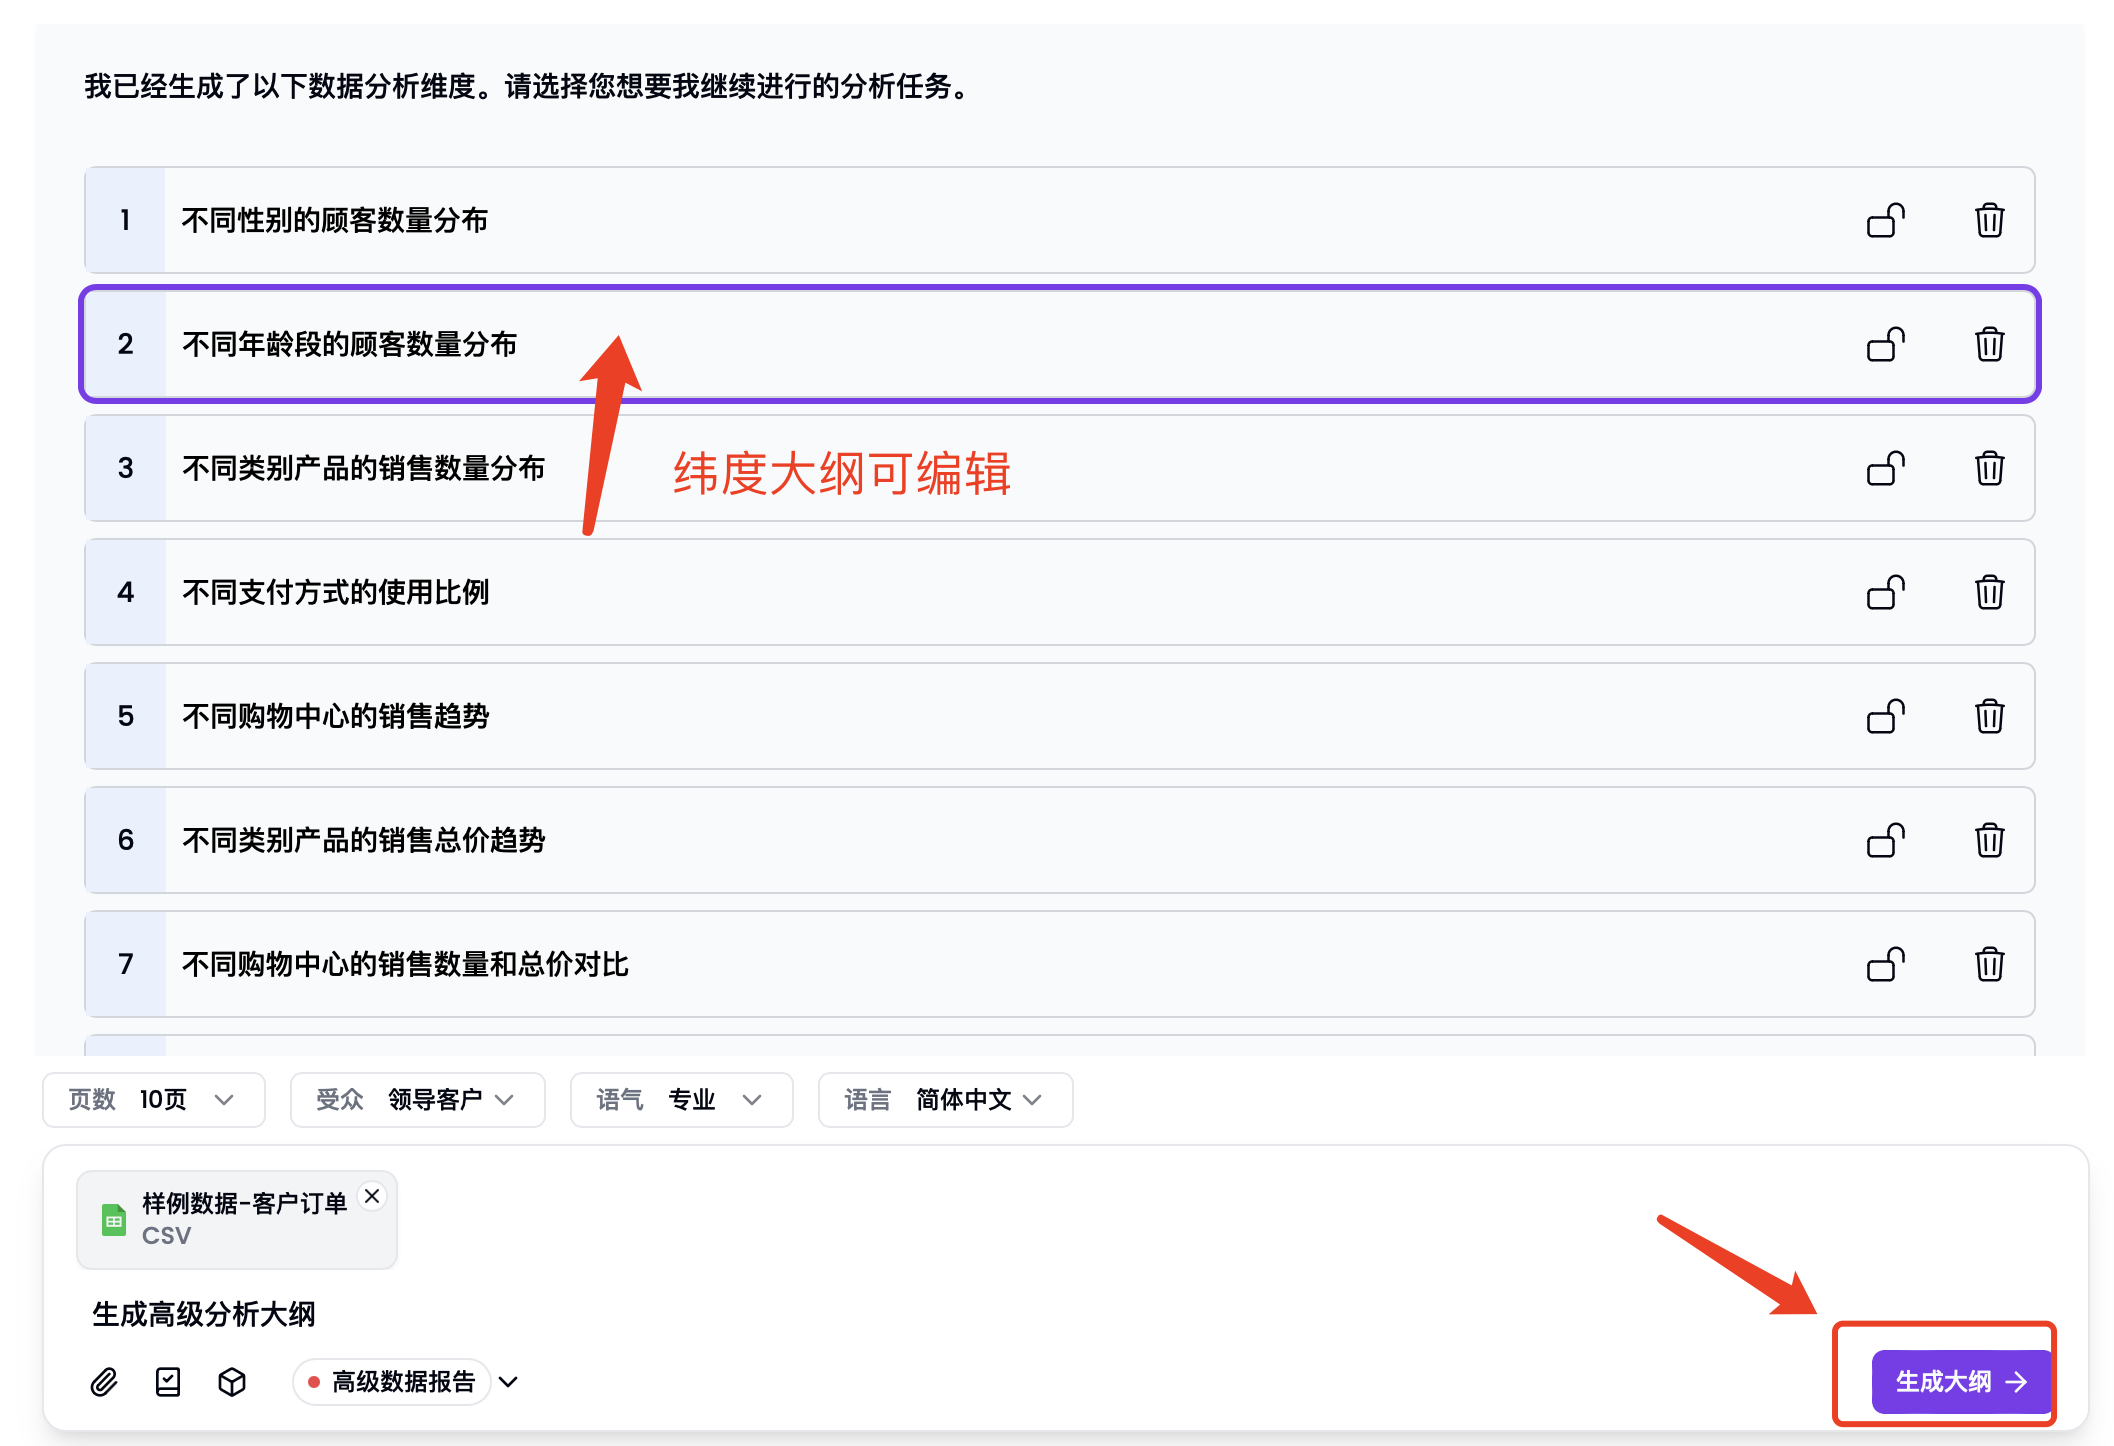 我已经生成了以下数据分析维度。请选择您想要我继续进行的分析任务。
1 不同性别的顾客数量分布
2 不同年龄段的顾客数量分布
3 不同类别产品的销售数量分布
纬度大纲可编辑
4 不同支付方式的使用比例
5 不同购物中心的销售趋势
6 不同类别产品的销售总价趋势
7 不同购物中心的销售数量和总价对比
页数 10页 受众 领导客户 语气 专业 语言 简体中文
样例数据-客户订单
CSV
生成高级分析大纲
高级数据报告
生成大纲